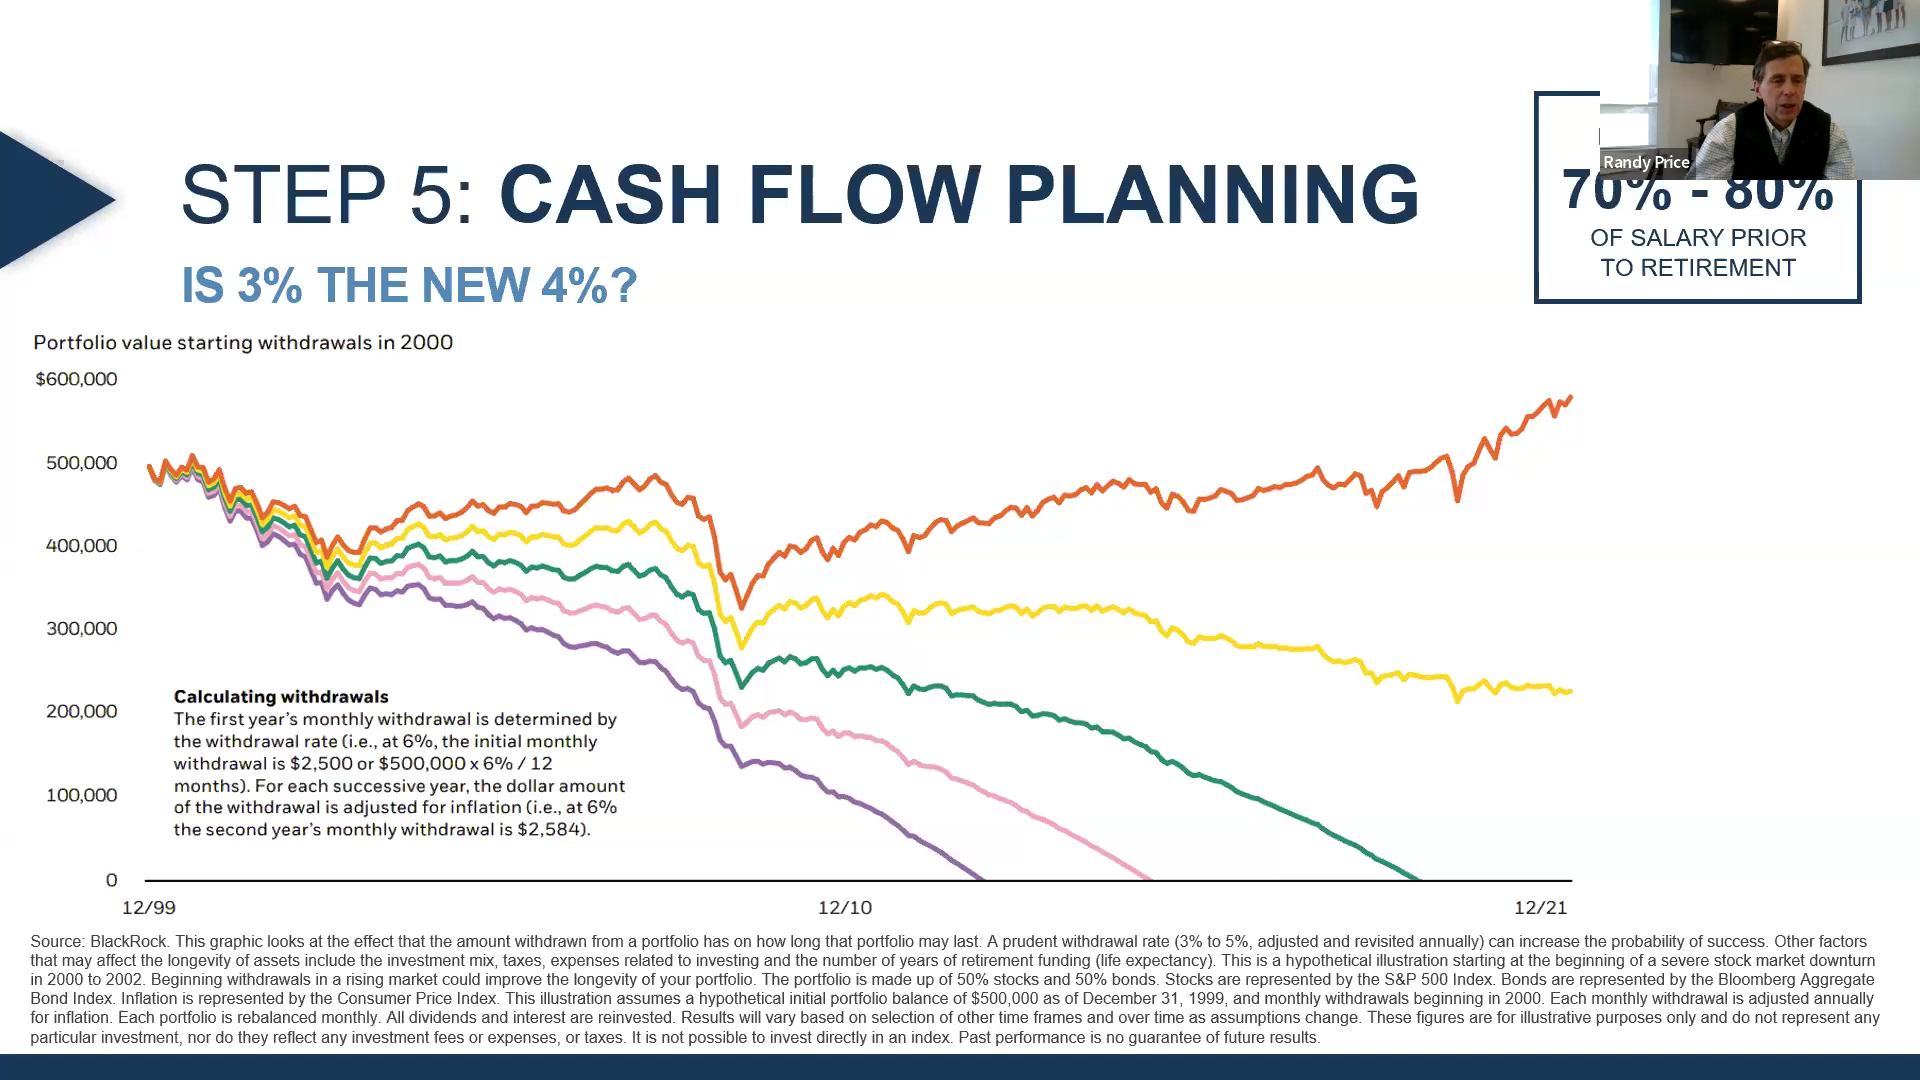 Randy Price
STEP 5: CASH FLOW PLANNING
IS 3% THE NEW 4%?
70% - 80%
OF SALARY PRIOR
TO RETIREMENT
Portfolio value starting withdrawals in 2000
$600,000
500,000
400,000
300,000
200,000
100,000
0
Calculating withdrawals
The first year’s monthly withdrawal is determined by
the withdrawal rate (i.e., at 6%, the initial monthly
withdrawal is $2,500 or $500,000 x 6% / 12
months). For each successive year, the dollar amount
of the withdrawal is adjusted for inflation (i.e., at 6%
the second year’s monthly withdrawal is $2,584).
12/99
12/10
12/21
Source: BlackRock. This graphic looks at the effect that the amount withdrawn from a portfolio has on how long that portfolio may last. A prudent withdrawal rate (3% to 5%, adjusted and revisited annually) can increase the probability of success. Other factors
that may affect the longevity of assets include the investment mix, taxes, expenses related to investing and the number of years of retirement funding (life expectancy). This is a hypothetical illustration starting at the beginning of a severe stock market downturn
in 2000 to 2002. Beginning withdrawals in a rising market could improve the longevity of your portfolio. The portfolio is made up of 50% stocks and 50% bonds. Stocks are represented by the S&P 500 Index. Bonds are represented by the Bloomberg Aggregate
Bond Index. Inflation is represented by the Consumer Price Index. This illustration assumes a hypothetical initial portfolio balance of $500,000 as of December 31, 1999, and monthly withdrawals beginning in 2000. Each monthly withdrawal is adjusted annually
for inflation. Each portfolio is rebalanced monthly. All dividends and interest are reinvested. Results will vary based on selection of other time frames and over time as assumptions change. These figures are for illustrative purposes only and do not represent any
particular investment, nor do they reflect any investment fees or expenses, or taxes. It is not possible to invest directly in an index. Past performance is no guarantee of future results.